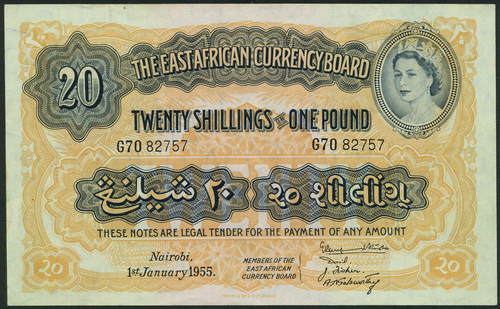 THE EAST AFRICAN CURRENCY BOARD
20
TWENTY SHILLINGS OR ONE POUND
G70 82757
G70 82757
٢٠ شيلينغ
૨૦ શીલીંગ
THESE NOTES ARE LEGAL TENDER FOR THE PAYMENT OF ANY AMOUNT
Nairobi,
1st January 1955.
MEMBERS OF THE
EAST AFRICAN
CURRENCY BOARD
20
20